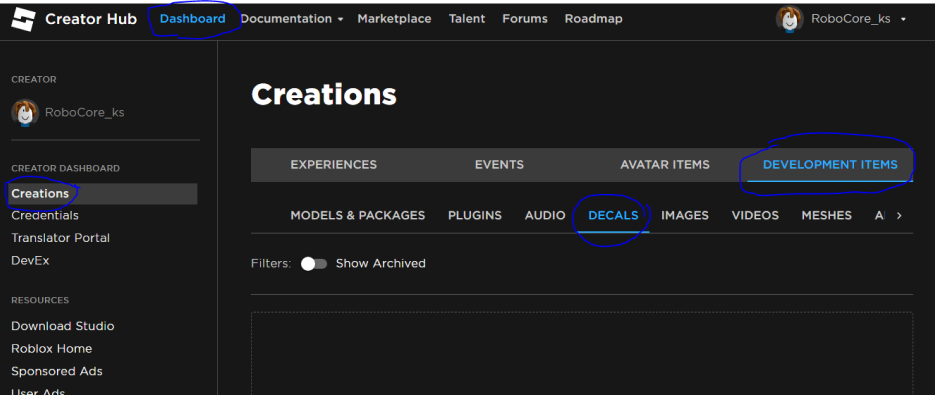 Creator Hub Dashboard Documentation Marketplace Talent Forums Roadmap RoboCore_ks
CREATOR
RoboCore_ks
CREATOR DASHBOARD
Creations
Credentials
Translator Portal
DevEx
RESOURCES
Download Studio
Roblox Home
Sponsored Ads
User Ads
Creations
EXPERIENCES EVENTS AVATAR ITEMS DEVELOPMENT ITEMS
MODELS & PACKAGES PLUGINS AUDIO DECALS IMAGES VIDEOS MESHES
Filters: Show Archived